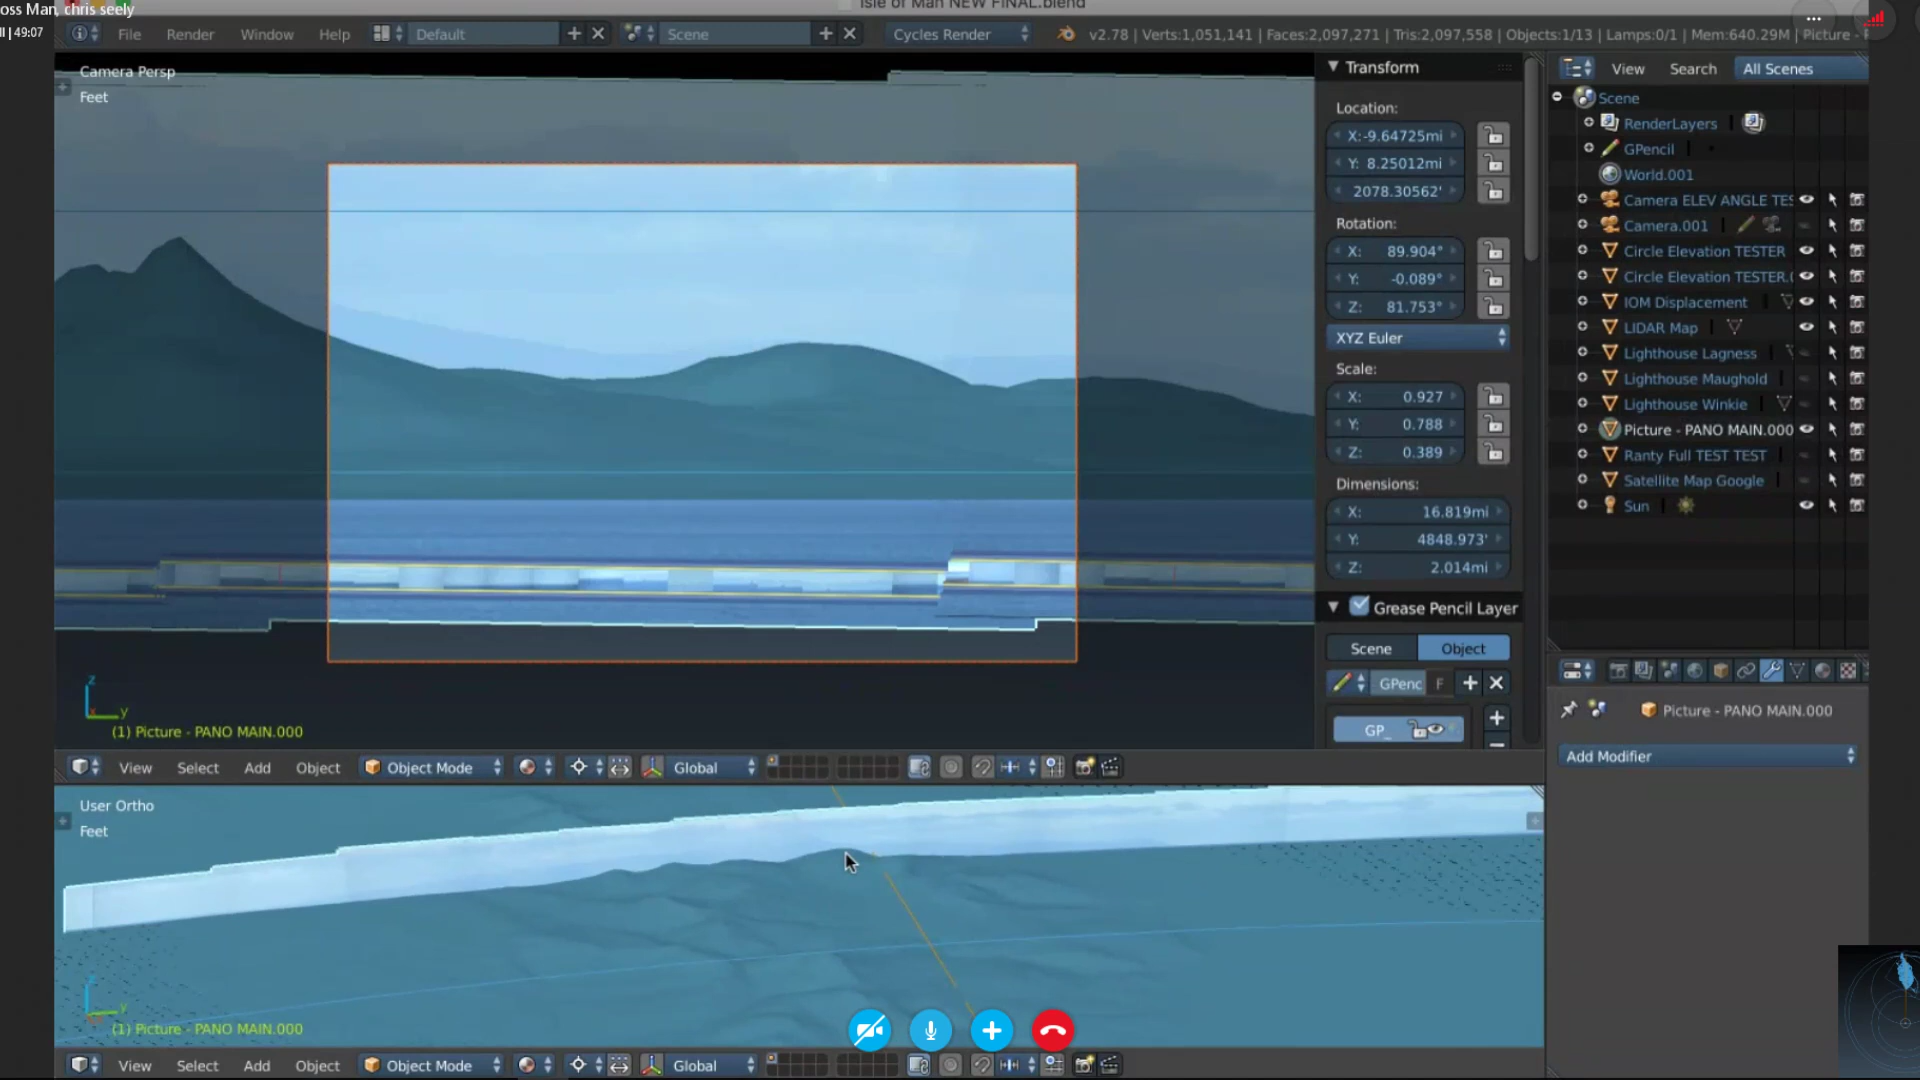 oss Man, chris seely
| 49:07
Isle of Man NEW FINAL.blend
File Render Window Help Default Scene Cycles Render v2.78 | Verts:1,051,141 | Faces:2,097,271 | Tris:2,097,558 | Objects:1/13 | Lamps:0/1 | Mem:640.29M | Picture -
Camera Persp
Feet
Transform
Location:
X:-9.64725mi
Y: 8.25012mi
2078.30562'
Rotation:
X: 89.904°
Y: -0.089°
Z: 81.753°
XYZ Euler
Scale:
X: 0.927
Y: 0.788
Z: 0.389
Dimensions:
X: 16.819mi
Y: 4848.973'
Z: 2.014mi
Grease Pencil Layer
Scene Object
GPenc F
GP_
View Search All Scenes
Scene
RenderLayers
GPencil
World.001
Camera ELEV ANGLE TES
Camera.001
Circle Elevation TESTER
Circle Elevation TESTER.
IOM Displacement
LIDAR Map
Lighthouse Lagness
Lighthouse Maughold
Lighthouse Winkie
Picture - PANO MAIN.000
Ranty Full TEST TEST
Satellite Map Google
Sun
Picture - PANO MAIN.000
Add Modifier
z
y
(1) Picture - PANO MAIN.000
View Select Add Object Object Mode Global
User Ortho
Feet
y
(1) Picture - PANO MAIN.000
View Select Add Object Object Mode Global